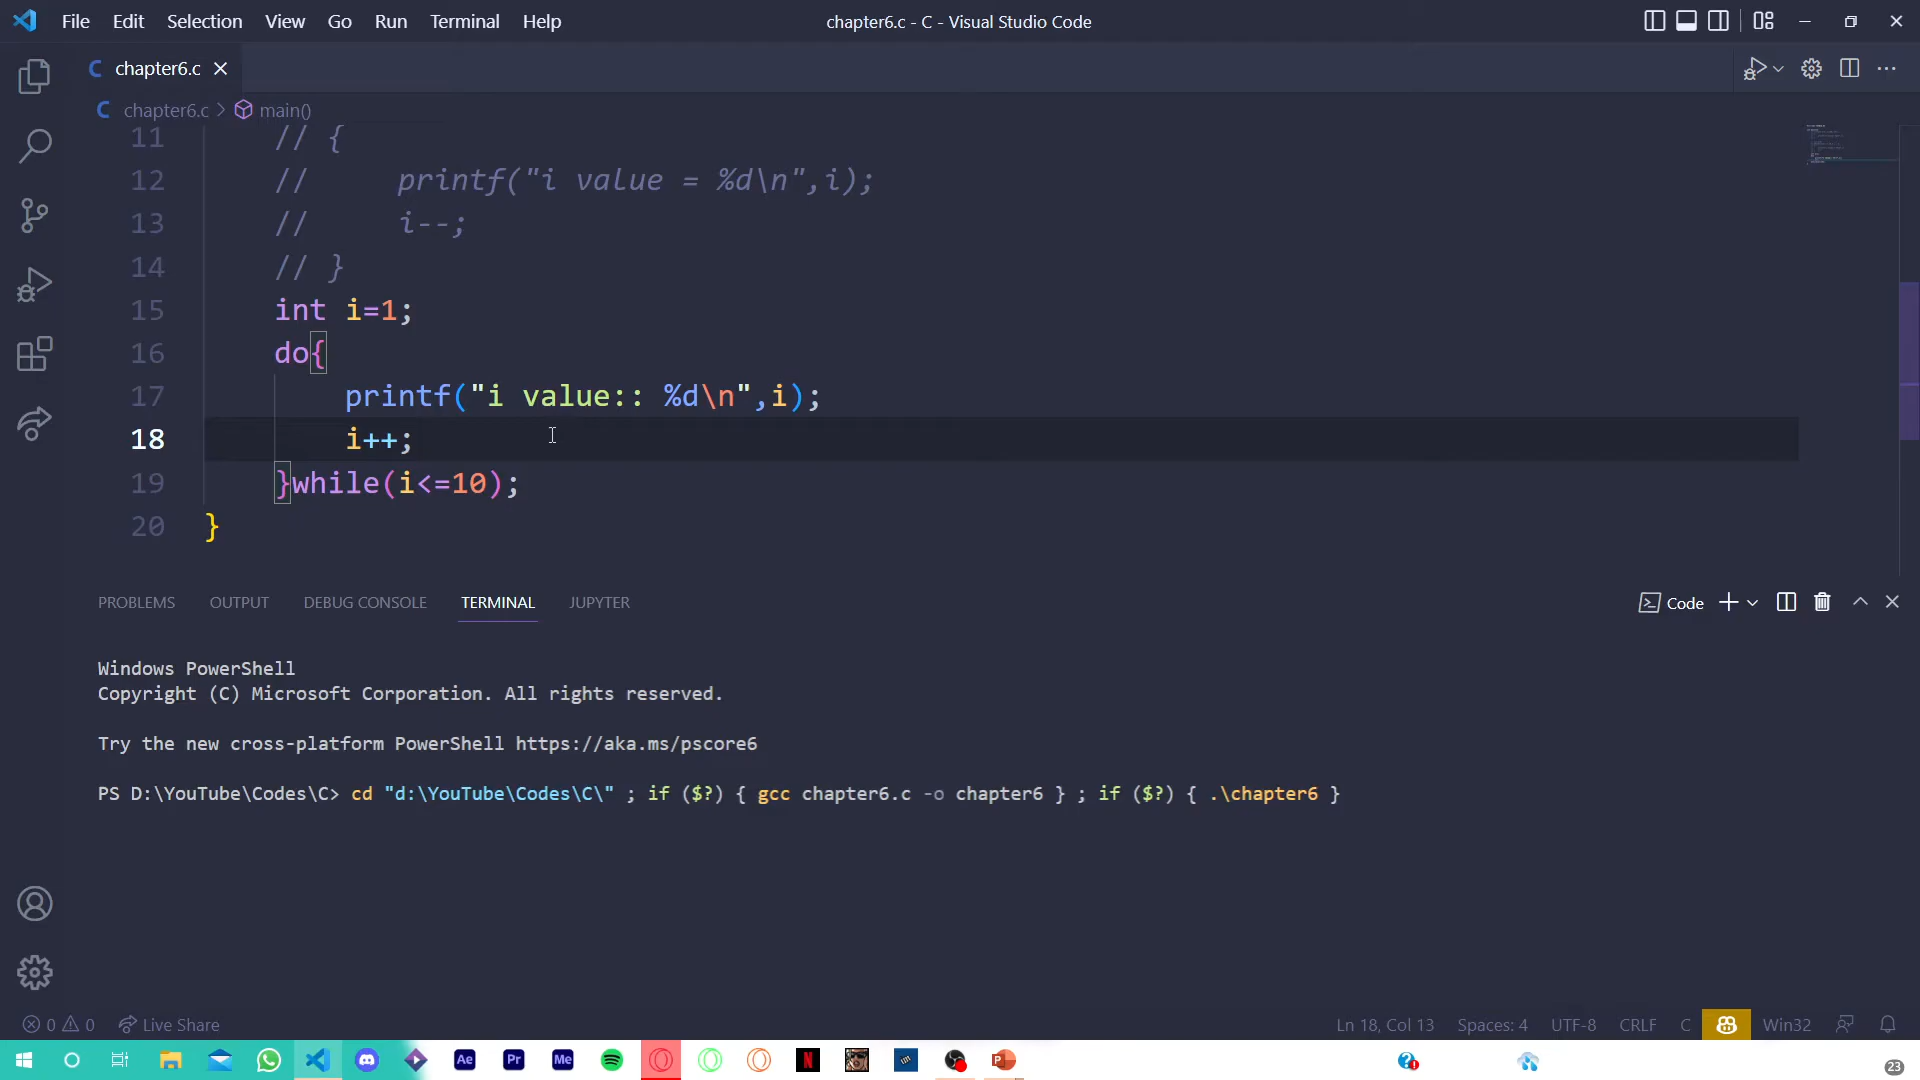 File Edit Selection View Go Run Terminal Help
chapter6.c - C - Visual Studio Code
C chapter6.c
C chapter6.c > main()
11 // {
12 // printf("i value = %d\n",i);
13 // i--;
14 // }
15 int i=1;
16 do{
17 printf("i value:: %d\n",i);
18 i++;
19 }while(i<=10);
20 }
PROBLEMS OUTPUT DEBUG CONSOLE TERMINAL JUPYTER
Code
Windows PowerShell
Copyright (C) Microsoft Corporation. All rights reserved.
Try the new cross-platform PowerShell https://aka.ms/pscore6
PS D:\YouTube\Codes\C> cd "d:\YouTube\Codes\C\" ; if ($?) { gcc chapter6.c -o chapter6 } ; if ($?) { .\chapter6 }
0 0 Live Share
Ln 18, Col 13 Spaces: 4 UTF-8 CRLF C Win32
Ae Pr Me N P 23